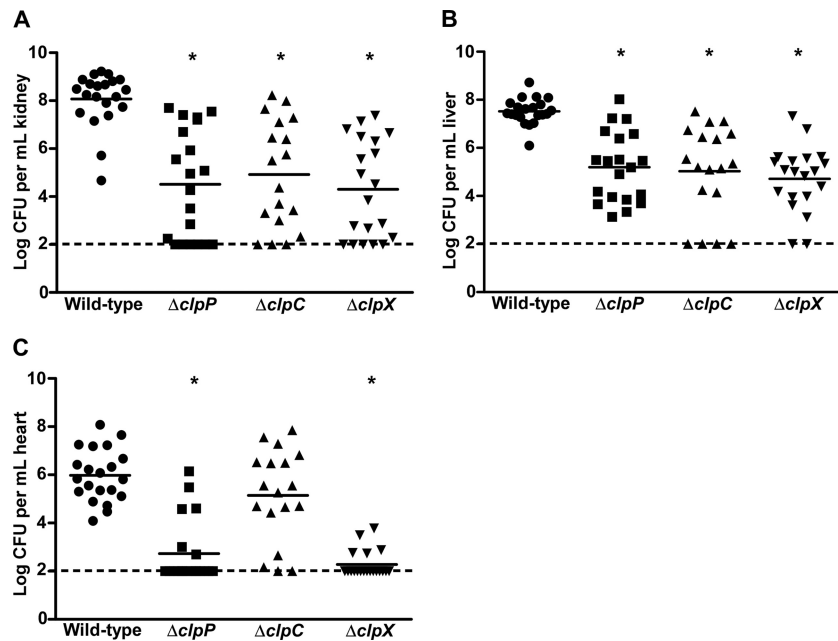 A
*
*
*
Log CFU per mL kidney
10
8
6
4
2
0
Wild-type ΔclpP ΔclpC ΔclpX
B
*
*
*
Log CFU per mL liver
10
8
6
4
2
0
Wild-type ΔclpP ΔclpC ΔclpX
C
*
*
Log CFU per mL heart
10
8
6
4
2
0
Wild-type ΔclpP ΔclpC ΔclpX